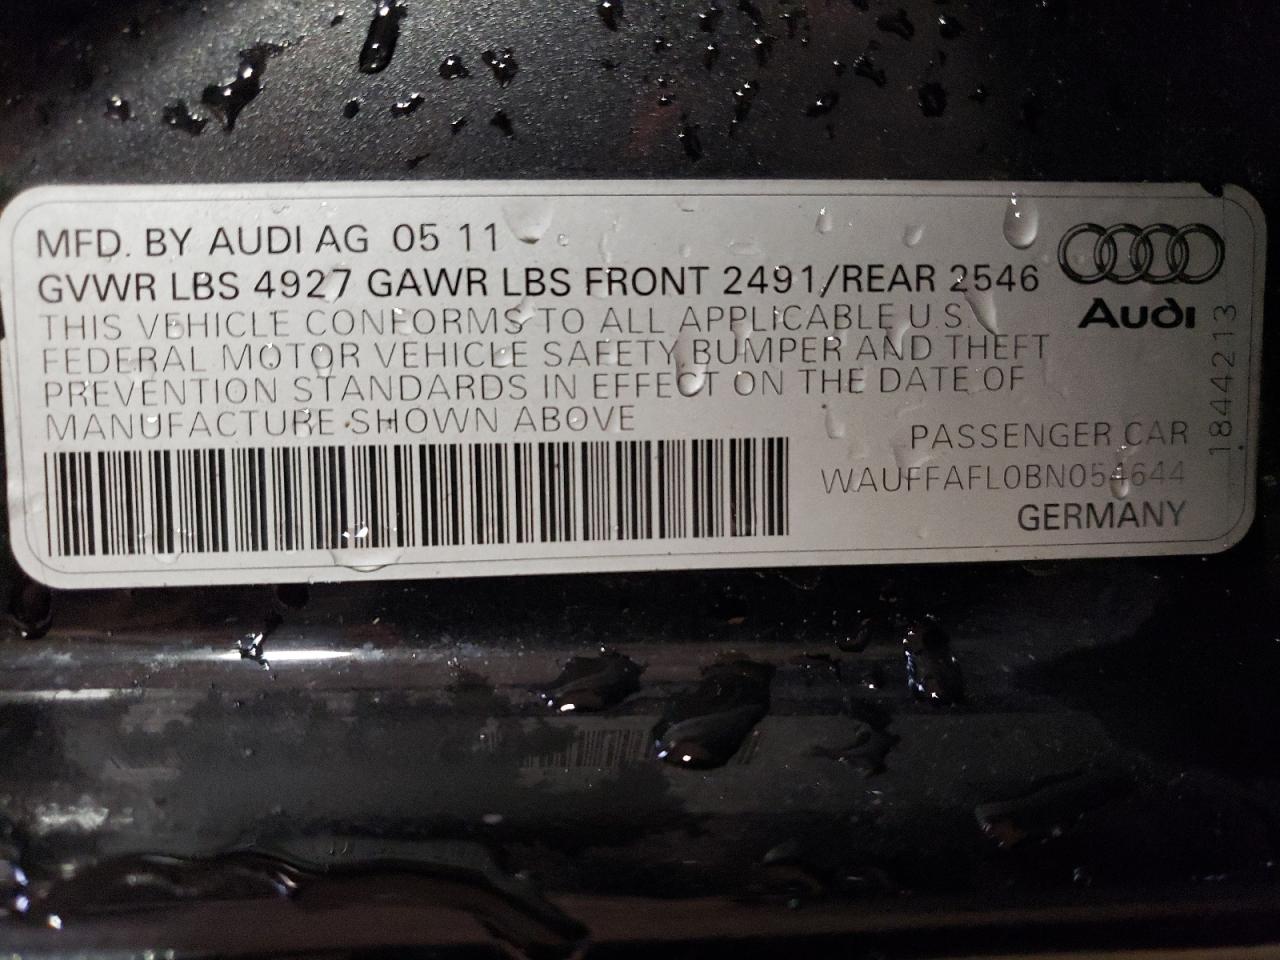 MFD. BY AUDI AG 05 11
GVWR LBS 4927 GAWR LBS FRONT 2491/REAR 2546
THIS VEHICLE CONFORMS TO ALL APPLICABLE U.S.
FEDERAL MOTOR VEHICLE SAFETY BUMPER AND THEFT
PREVENTION STANDARDS IN EFFECT ON THE DATE OF
MANUFACTURE SHOWN ABOVE
Audi
1844213
PASSENGER CAR
WAUFFAFL0BN054644
GERMANY